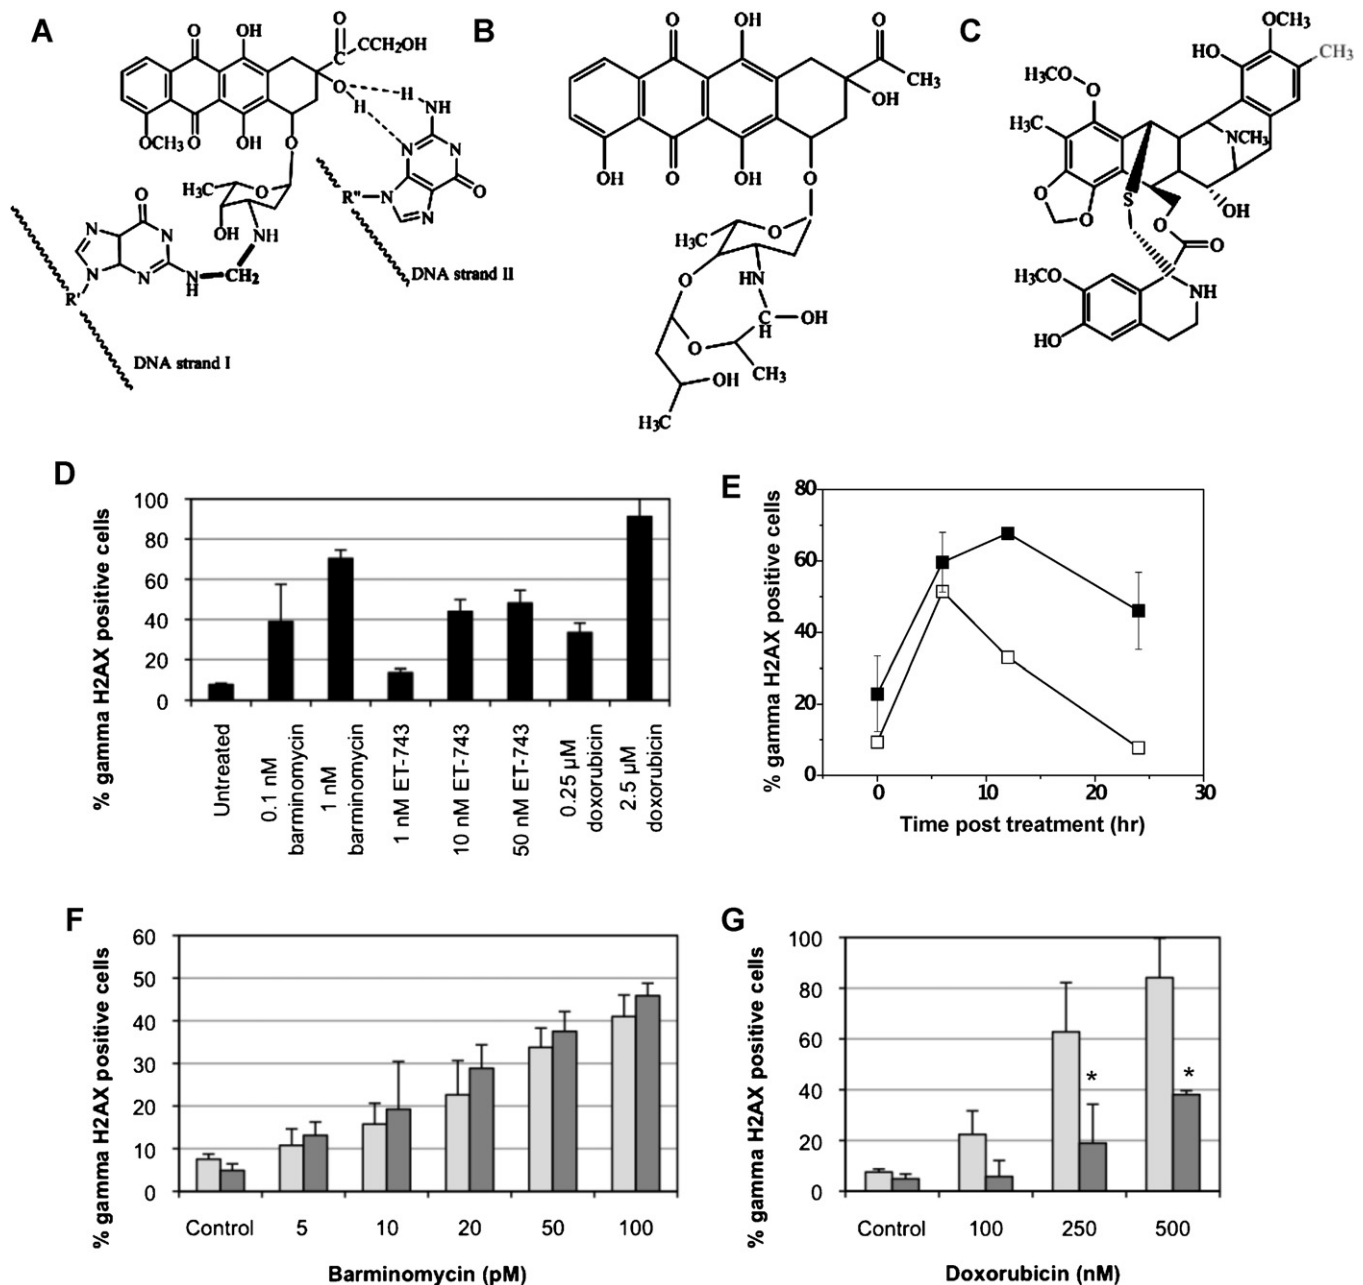 A
O
OH
O
CCH₂OH
C
O
H
H
NH
OCH₃
O
OH
O
N
N
O
R''
N
N
H₃C
O
OH
NH
O
N
N
N
N
N
H
CH₂
R'
DNA strand II
DNA strand I
B
O
OH
O
CH₃
OH
OH
O
OH
O
H₃C
O
O
HN
C
H
OH
O
CH₃
OH
H₃C
C
OCH₃
HO
CH₃
H₃CO
O
H₃C
NCH₃
O
O
S
OH
O
O
H₃CO
NH
HO
D
% gamma H2AX positive cells
100
80
60
40
20
0
Untreated
0.1 nM
barminomycin
1 nM
barminomycin
1 nM ET-743
10 nM ET-743
50 nM ET-743
0.25 µM
doxorubicin
2.5 µM
doxorubicin
E
% gamma H2AX positive cells
80
60
40
20
0
0 10 20 30
Time post treatment (hr)
F
% gamma H2AX positive cells
60
50
40
30
20
10
0
Control 5 10 20 50 100
Barminomycin (pM)
G
% gamma H2AX positive cells
100
80
60
40
20
0
* *
Control 100 250 500
Doxorubicin (nM)